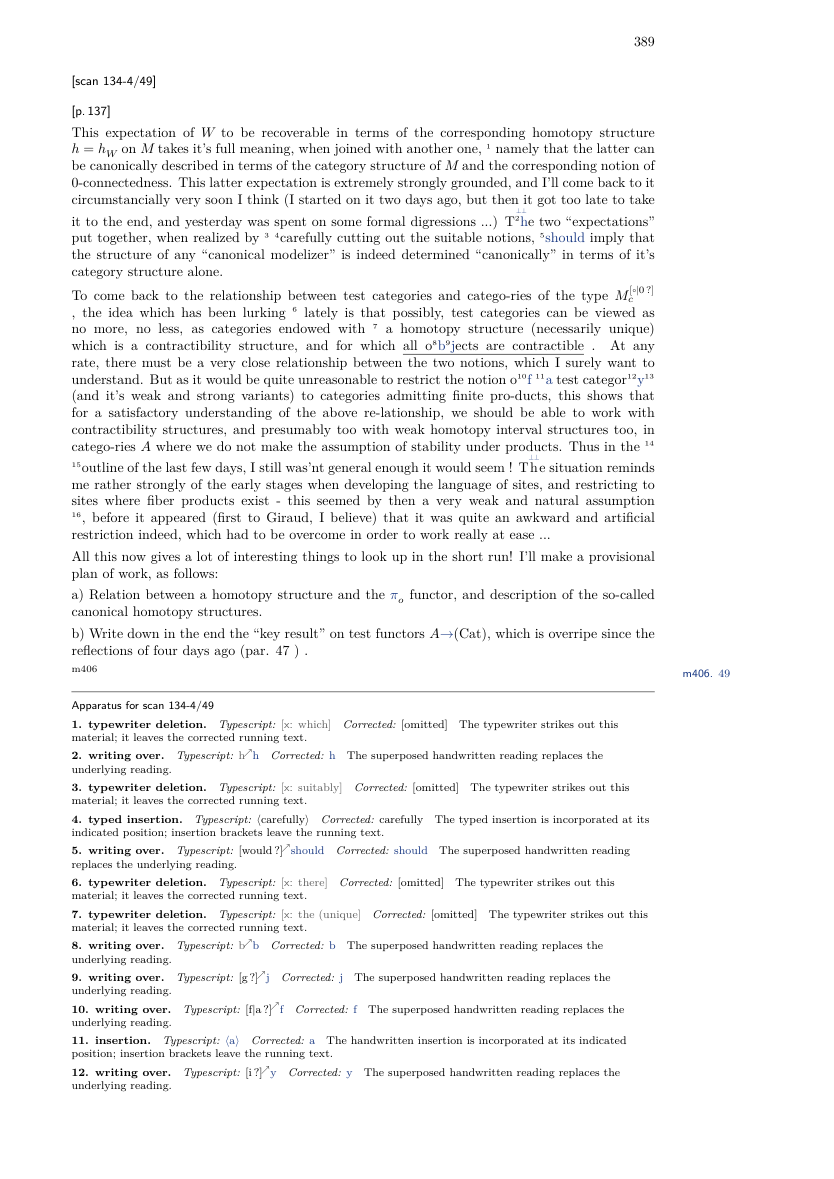 389
[scan 134-4/49]
[p. 137]
This expectation of W to be recoverable in terms of the corresponding homotopy structure
h = h_W on M takes it's full meaning, when joined with another one, ¹ namely that the latter can
be canonically described in terms of the category structure of M and the corresponding notion of
0-connectedness. This latter expectation is extremely strongly grounded, and I'll come back to it
circumstancially very soon I think (I started on it two days ago, but then it got too late to take
it to the end, and yesterday was spent on some formal digressions ...) T²he two “expectations”
put together, when realized by ³ ⁴carefully cutting out the suitable notions, ⁵should imply that
the structure of any “canonical modelizer” is indeed determined “canonically” in terms of it's
category structure alone.
To come back to the relationship between test categories and catego-ries of the type M_c^[◦|0 ?]
, the idea which has been lurking ⁶ lately is that possibly, test categories can be viewed as
no more, no less, as categories endowed with ⁷ a homotopy structure (necessarily unique)
which is a contractibility structure, and for which all o⁸b⁹jects are contractible . At any
rate, there must be a very close relationship between the two notions, which I surely want to
understand. But as it would be quite unreasonable to restrict the notion o¹⁰f ¹¹a test categor¹²y¹³
(and it's weak and strong variants) to categories admitting finite pro-ducts, this shows that
for a satisfactory understanding of the above re-lationship, we should be able to work with
contractibility structures, and presumably too with weak homotopy interval structures too, in
catego-ries A where we do not make the assumption of stability under products. Thus in the ¹⁴
¹⁵outline of the last few days, I still was'nt general enough it would seem ! The situation reminds
me rather strongly of the early stages when developing the language of sites, and restricting to
sites where fiber products exist - this seemed by then a very weak and natural assumption
¹⁶, before it appeared (first to Giraud, I believe) that it was quite an awkward and artificial
restriction indeed, which had to be overcome in order to work really at ease ...
All this now gives a lot of interesting things to look up in the short run! I'll make a provisional
plan of work, as follows:
a) Relation between a homotopy structure and the π_o functor, and description of the so-called
canonical homotopy structures.
b) Write down in the end the “key result” on test functors A→(Cat), which is overripe since the
reflections of four days ago (par. 47 ) .
m406
m406. 49
Apparatus for scan 134-4/49
1. typewriter deletion. Typescript: [x: which] Corrected: [omitted] The typewriter strikes out this
material; it leaves the corrected running text.
2. writing over. Typescript: h↗h Corrected: h The superposed handwritten reading replaces the
underlying reading.
3. typewriter deletion. Typescript: [x: suitably] Corrected: [omitted] The typewriter strikes out this
material; it leaves the corrected running text.
4. typed insertion. Typescript: ⟨carefully⟩ Corrected: carefully The typed insertion is incorporated at its
indicated position; insertion brackets leave the running text.
5. writing over. Typescript: [would ?]↗should Corrected: should The superposed handwritten reading
replaces the underlying reading.
6. typewriter deletion. Typescript: [x: there] Corrected: [omitted] The typewriter strikes out this
material; it leaves the corrected running text.
7. typewriter deletion. Typescript: [x: the (unique] Corrected: [omitted] The typewriter strikes out this
material; it leaves the corrected running text.
8. writing over. Typescript: b↗b Corrected: b The superposed handwritten reading replaces the
underlying reading.
9. writing over. Typescript: [g ?]↗j Corrected: j The superposed handwritten reading replaces the
underlying reading.
10. writing over. Typescript: [f|a ?]↗f Corrected: f The superposed handwritten reading replaces the
underlying reading.
11. insertion. Typescript: ⟨a⟩ Corrected: a The handwritten insertion is incorporated at its indicated
position; insertion brackets leave the running text.
12. writing over. Typescript: [i ?]↗y Corrected: y The superposed handwritten reading replaces the
underlying reading.